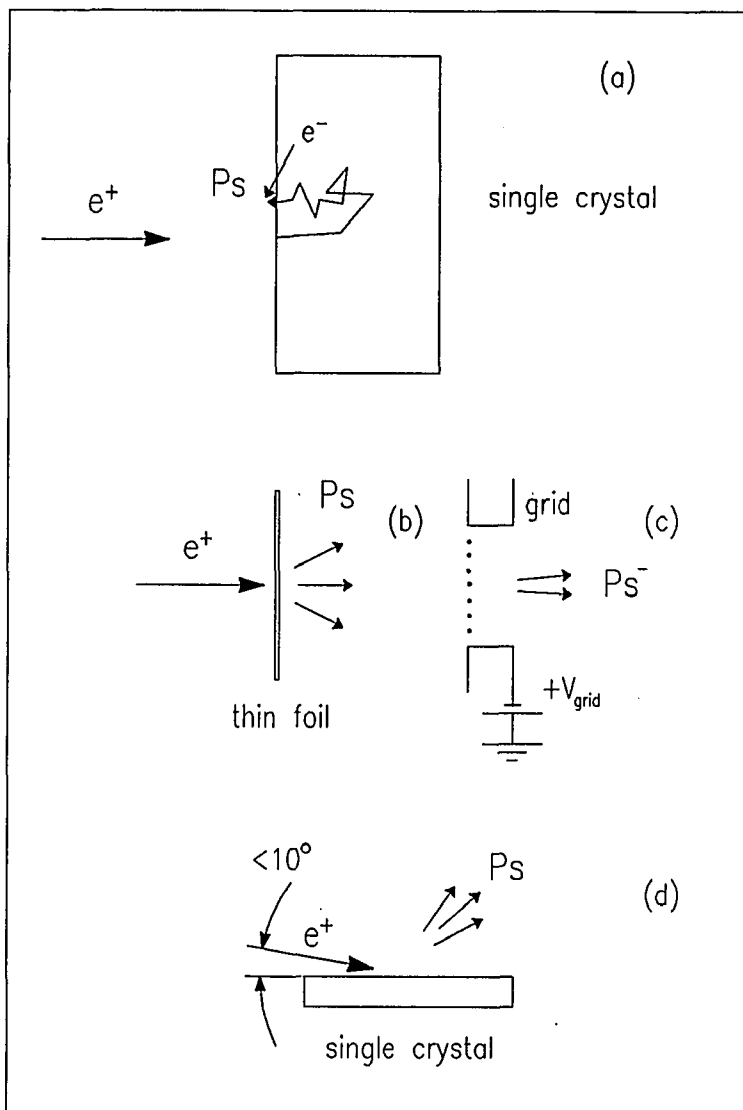 (a)
e⁻
Ps
e⁺
single crystal
Ps
(b)
grid
(c)
e⁺
Ps⁻
thin foil
+V_grid
<10°
Ps
(d)
e⁺
single crystal